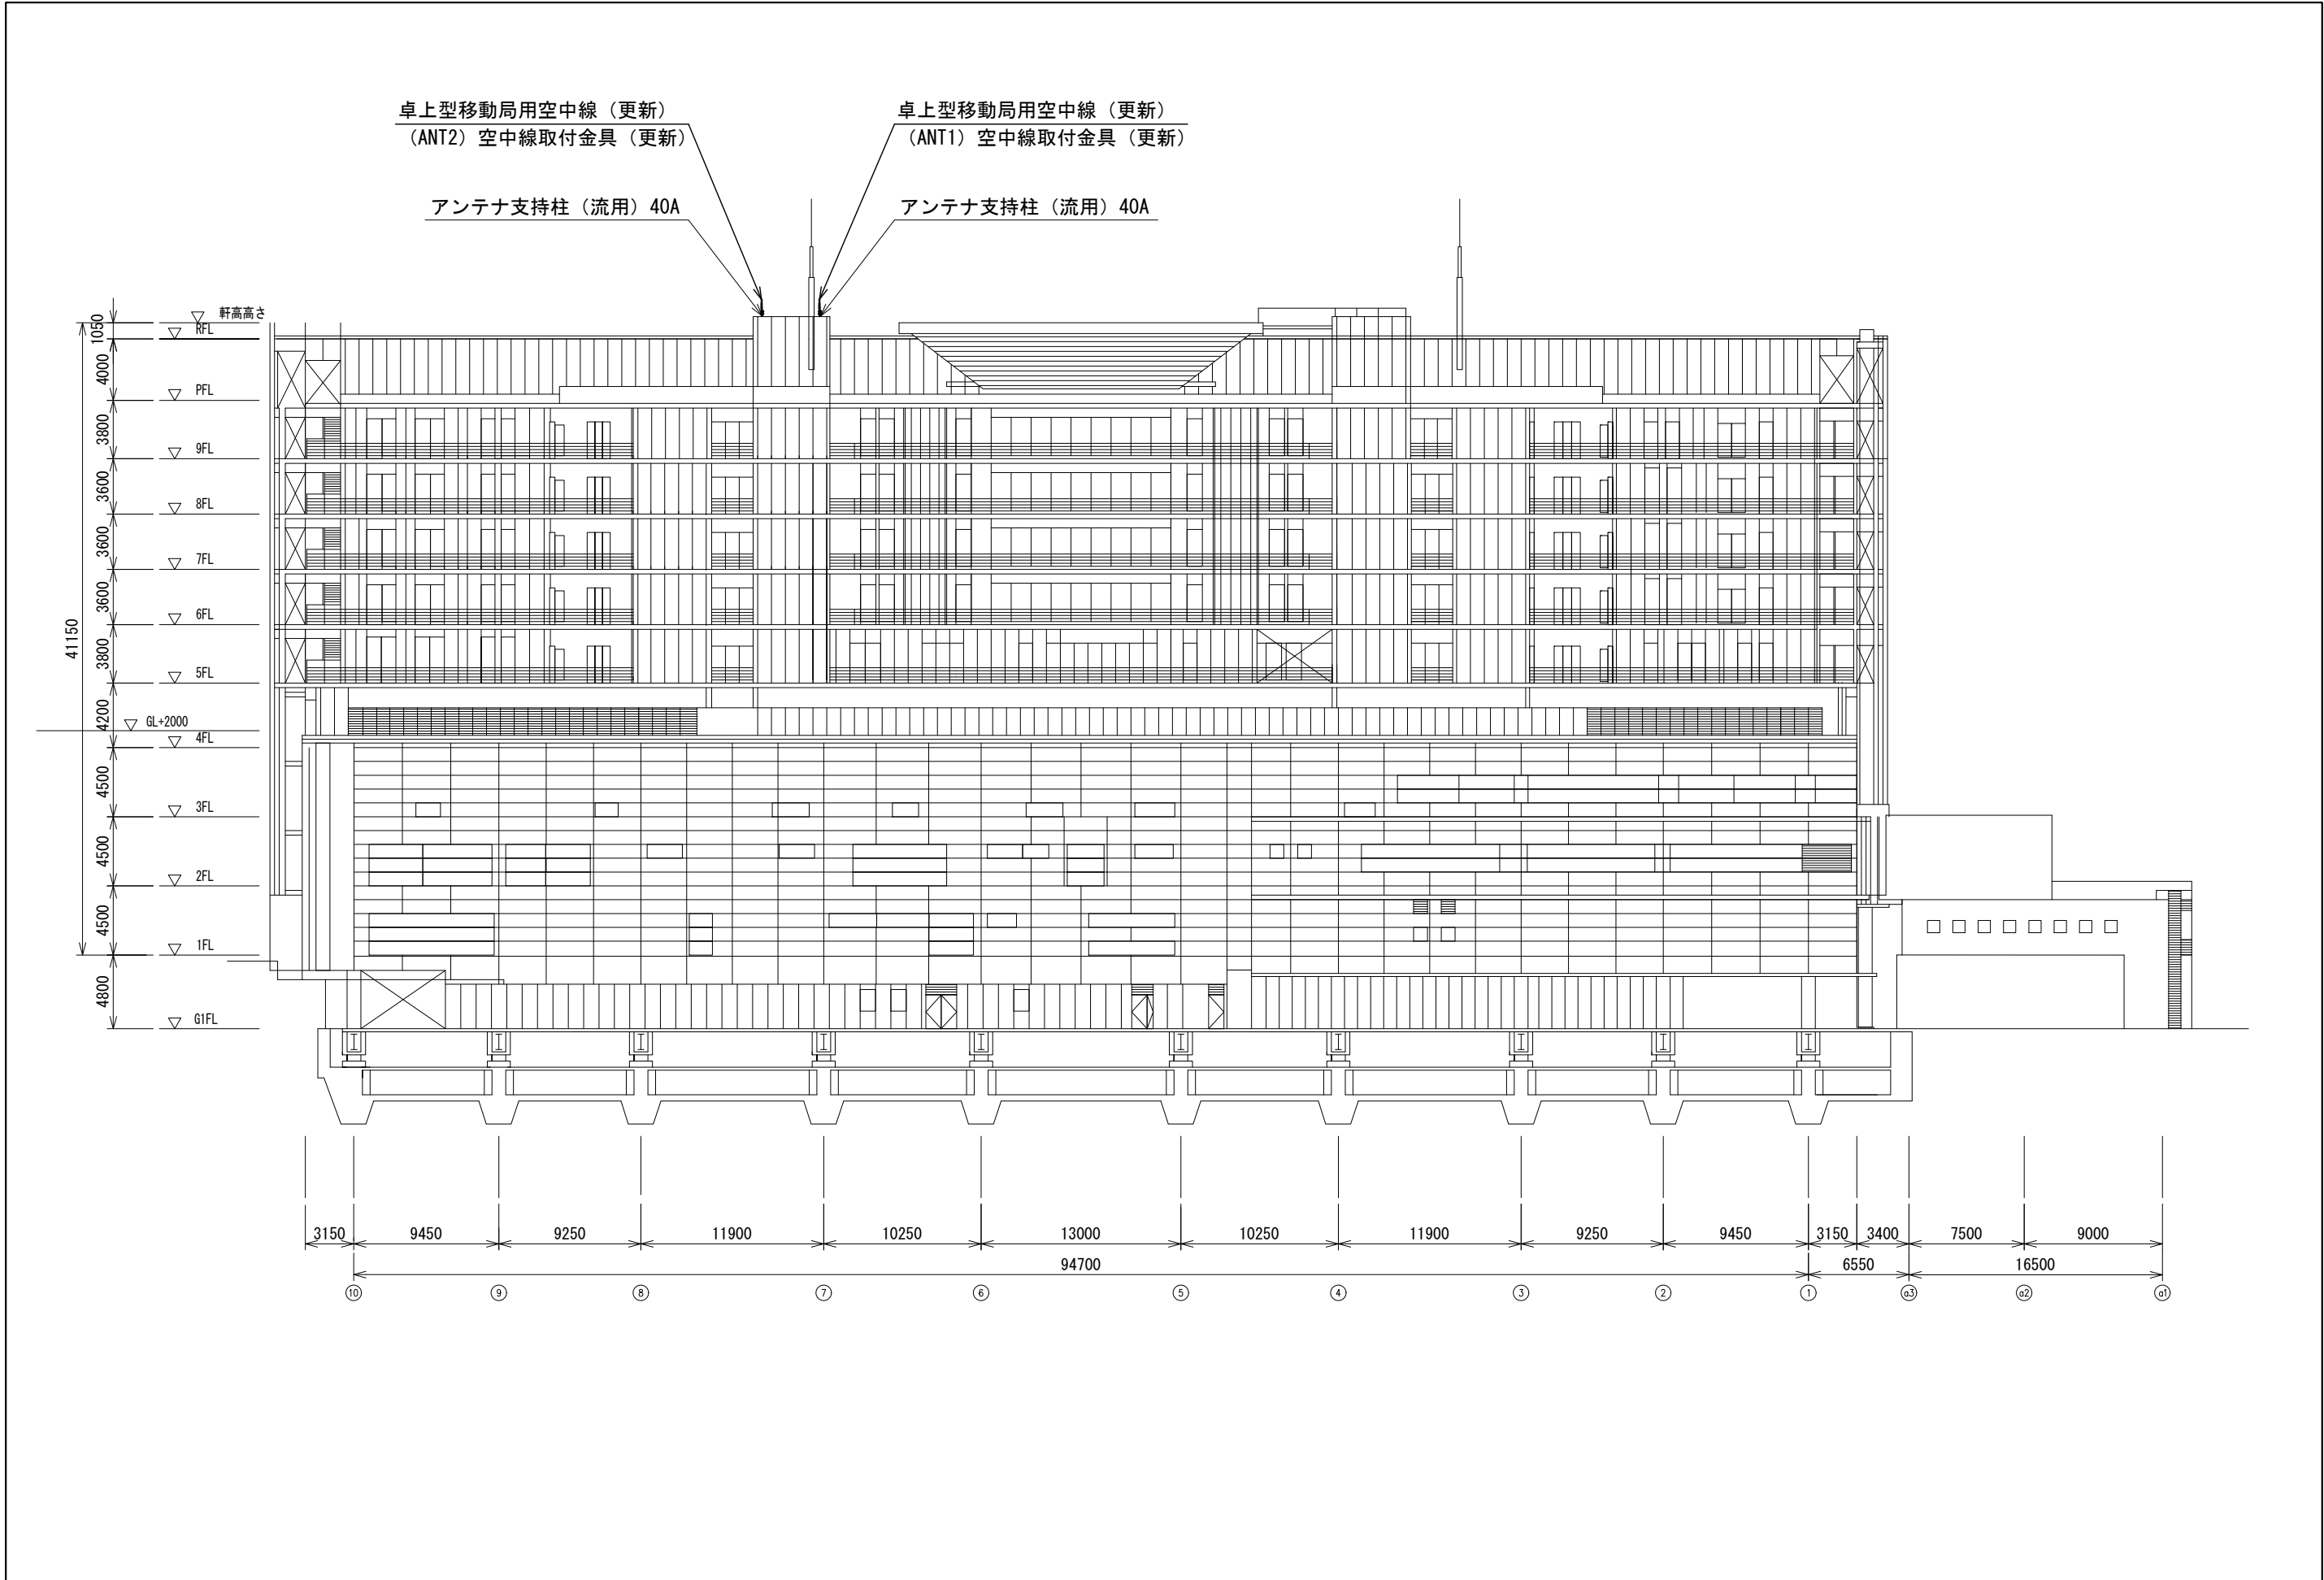 卓上型移動局用空中線（更新）
（ANT2）空中線取付金具（更新）
卓上型移動局用空中線（更新）
（ANT1）空中線取付金具（更新）
アンテナ支持柱（流用）40A
アンテナ支持柱（流用）40A
軒高高さ
RFL
PFL
9FL
8FL
7FL
6FL
5FL
GL+2000
4FL
3FL
2FL
1FL
G1FL
1050
4000
3800
3600
3600
3600
3800
4200
4500
4500
4500
4800
41150
3150 9450 9250 11900 10250 13000 10250 11900 9250 9450 3150 3400 7500 9000
94700 6550 16500
10 9 8 7 6 5 4 3 2 1 a3 a2 a1